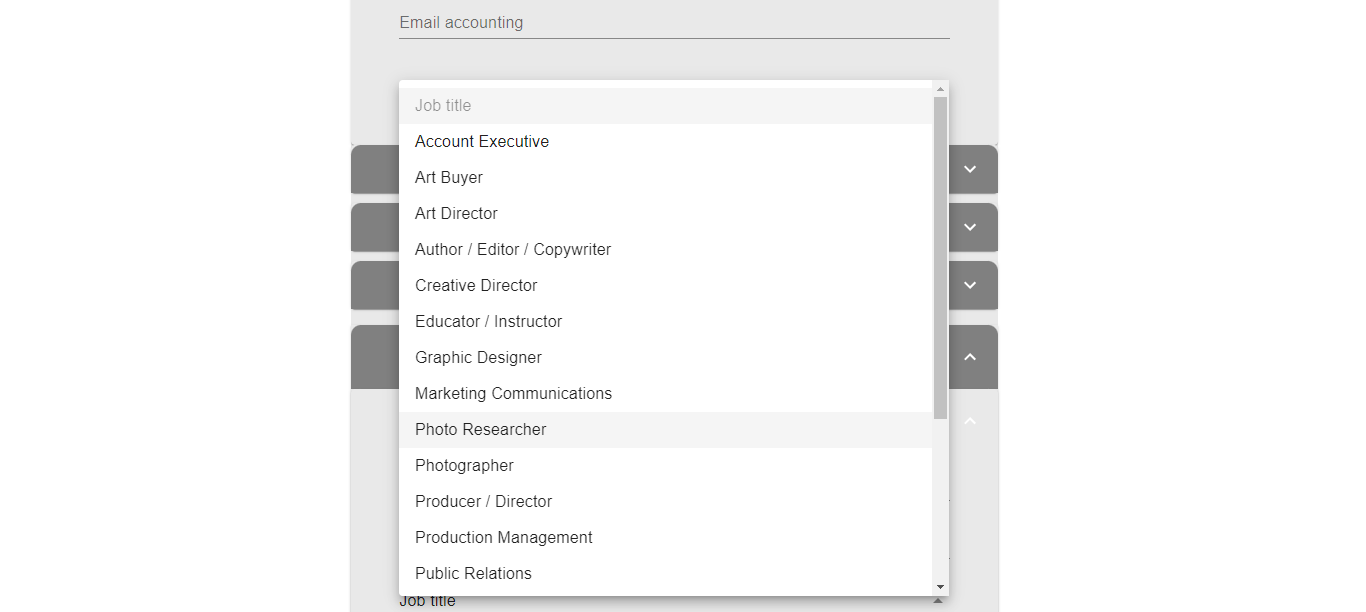 Email accounting
Job title
Account Executive
Art Buyer
Art Director
Author / Editor / Copywriter
Creative Director
Educator / Instructor
Graphic Designer
Marketing Communications
Photo Researcher
Photographer
Producer / Director
Production Management
Public Relations
Job title